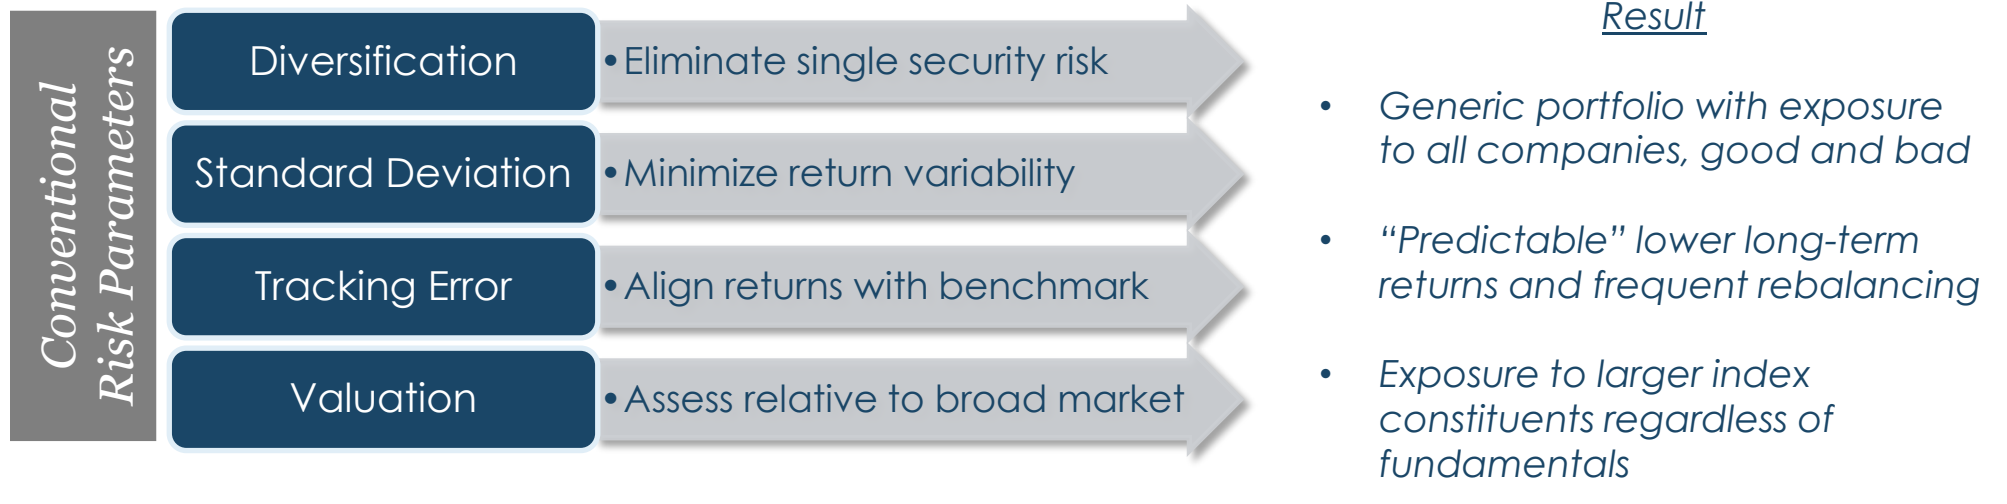 Conventional
Risk Parameters
Diversification
•Eliminate single security risk
Standard Deviation
•Minimize return variability
Tracking Error
•Align returns with benchmark
Valuation
•Assess relative to broad market
Result
• Generic portfolio with exposure
to all companies, good and bad
• “Predictable” lower long-term
returns and frequent rebalancing
• Exposure to larger index
constituents regardless of
fundamentals